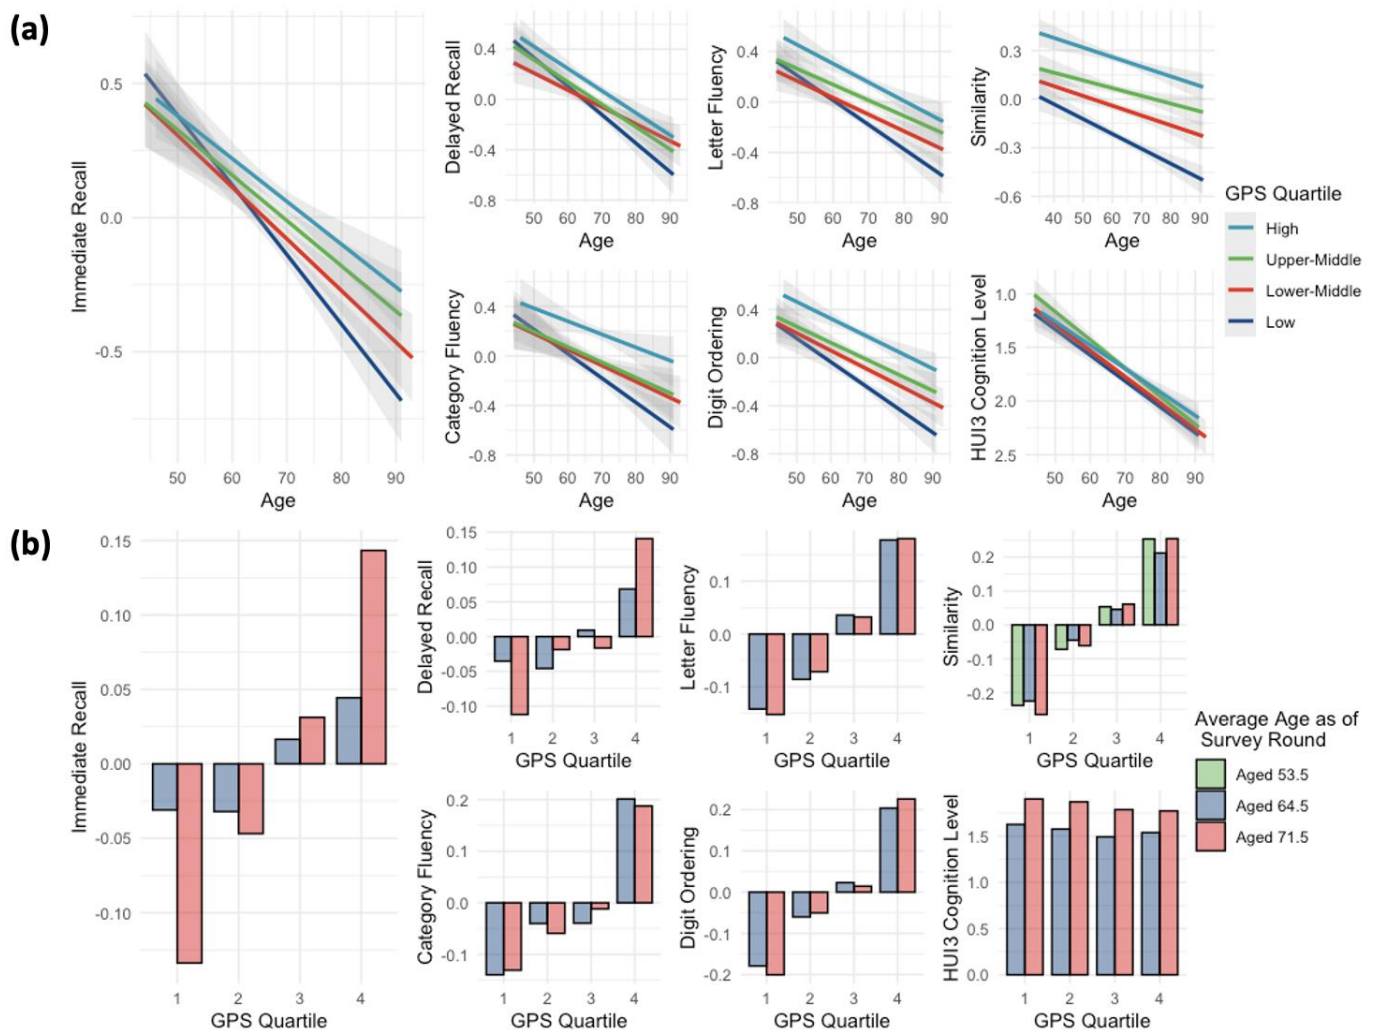 (a)
Immediate Recall
0.5
0.0
-0.5
50 60 70 80 90
Age
Delayed Recall
0.4
0.0
-0.4
-0.8
50 60 70 80 90
Age
Letter Fluency
0.4
0.0
-0.4
-0.8
50 60 70 80 90
Age
Similarity
0.3
0.0
-0.3
-0.6
40 50 60 70 80 90
Age
Category Fluency
0.4
0.0
-0.4
-0.8
50 60 70 80 90
Age
Digit Ordering
0.4
0.0
-0.4
-0.8
50 60 70 80 90
Age
HUI3 Cognition Level
1.0
1.5
2.0
2.5
50 60 70 80 90
Age
GPS Quartile
High
Upper-Middle
Lower-Middle
Low
(b)
Immediate Recall
0.15
0.10
0.05
0.00
-0.05
-0.10
1 2 3 4
GPS Quartile
Delayed Recall
0.15
0.10
0.05
0.00
-0.05
-0.10
1 2 3 4
GPS Quartile
Letter Fluency
0.1
0.0
-0.1
1 2 3 4
GPS Quartile
Similarity
0.2
0.1
0.0
-0.1
-0.2
1 2 3 4
GPS Quartile
Category Fluency
0.2
0.1
0.0
-0.1
1 2 3 4
GPS Quartile
Digit Ordering
0.2
0.1
0.0
-0.1
-0.2
1 2 3 4
GPS Quartile
HUI3 Cognition Level
1.5
1.0
0.5
0.0
1 2 3 4
GPS Quartile
Average Age as of
Survey Round
Aged 53.5
Aged 64.5
Aged 71.5